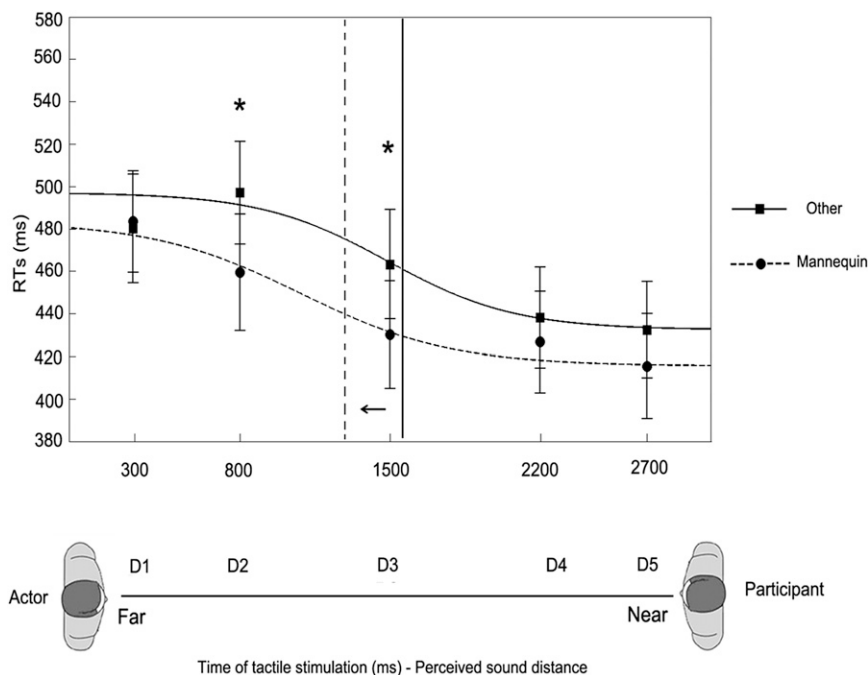 580
560
540
520
500
480
460
440
420
400
380
RTs (ms)
*
*
Other
Mannequin
300 800 1500 2200 2700
D1 D2 D3 D4 D5
Actor
Participant
Far Near
Time of tactile stimulation (ms) - Perceived sound distance